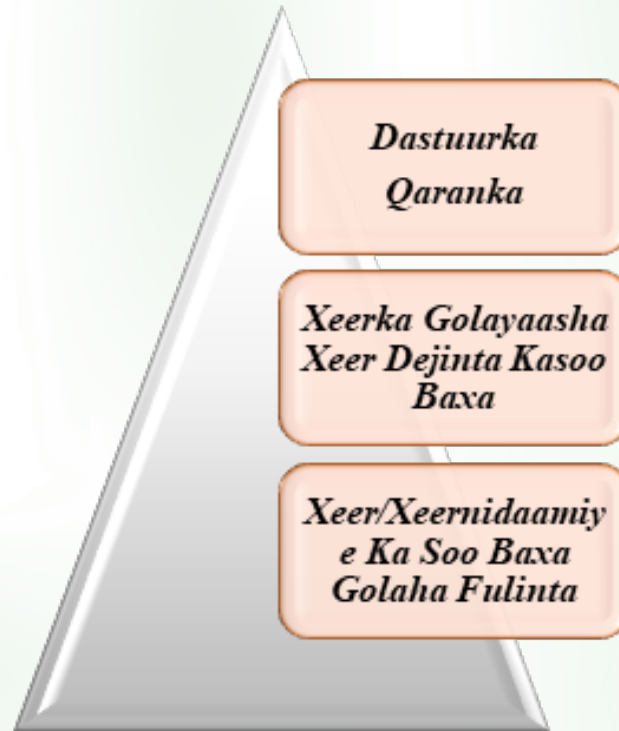 Dastuurka
Qaranka
Xeerka Golayaasha
Xeer Dejinta Kasoo
Baxa
Xeer/Xeernidaamiy
e Ka Soo Baxa
Golaha Fulinta